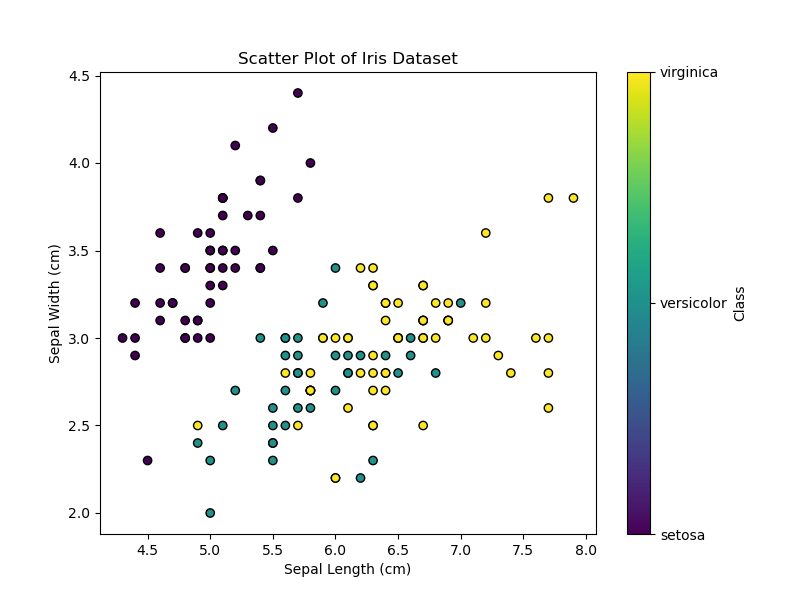 Scatter Plot of Iris Dataset
4.5
4.0
3.5
3.0
2.5
2.0
Sepal Width (cm)
4.5 5.0 5.5 6.0 6.5 7.0 7.5 8.0
Sepal Length (cm)
virginica
versicolor
setosa
Class